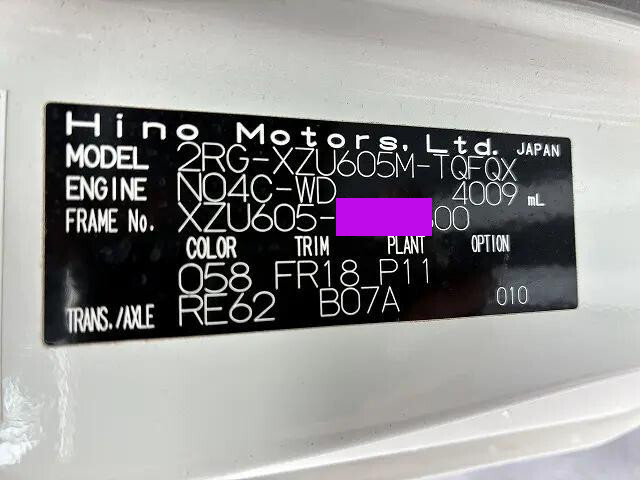 Hino Motors, Ltd. JAPAN
MODEL 2RG-XZU605M-TQFQX
ENGINE N04C-WD 4009 mL
FRAME No. XZU605- 00
COLOR TRIM PLANT OPTION
058 FR18 P11
TRANS./AXLE RE62 B07A 010